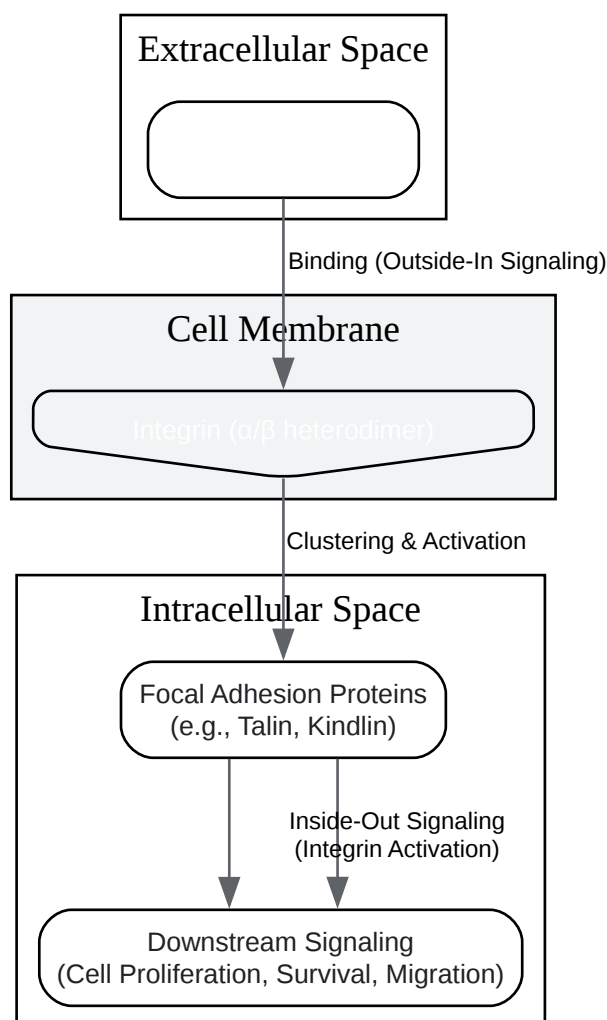 Extracellular Space
Binding (Outside-In Signaling)
Cell Membrane
Integrin (α/β heterodimer)
Clustering & Activation
Intracellular Space
Focal Adhesion Proteins
(e.g., Talin, Kindlin)
Inside-Out Signaling
(Integrin Activation)
Downstream Signaling
(Cell Proliferation, Survival, Migration)